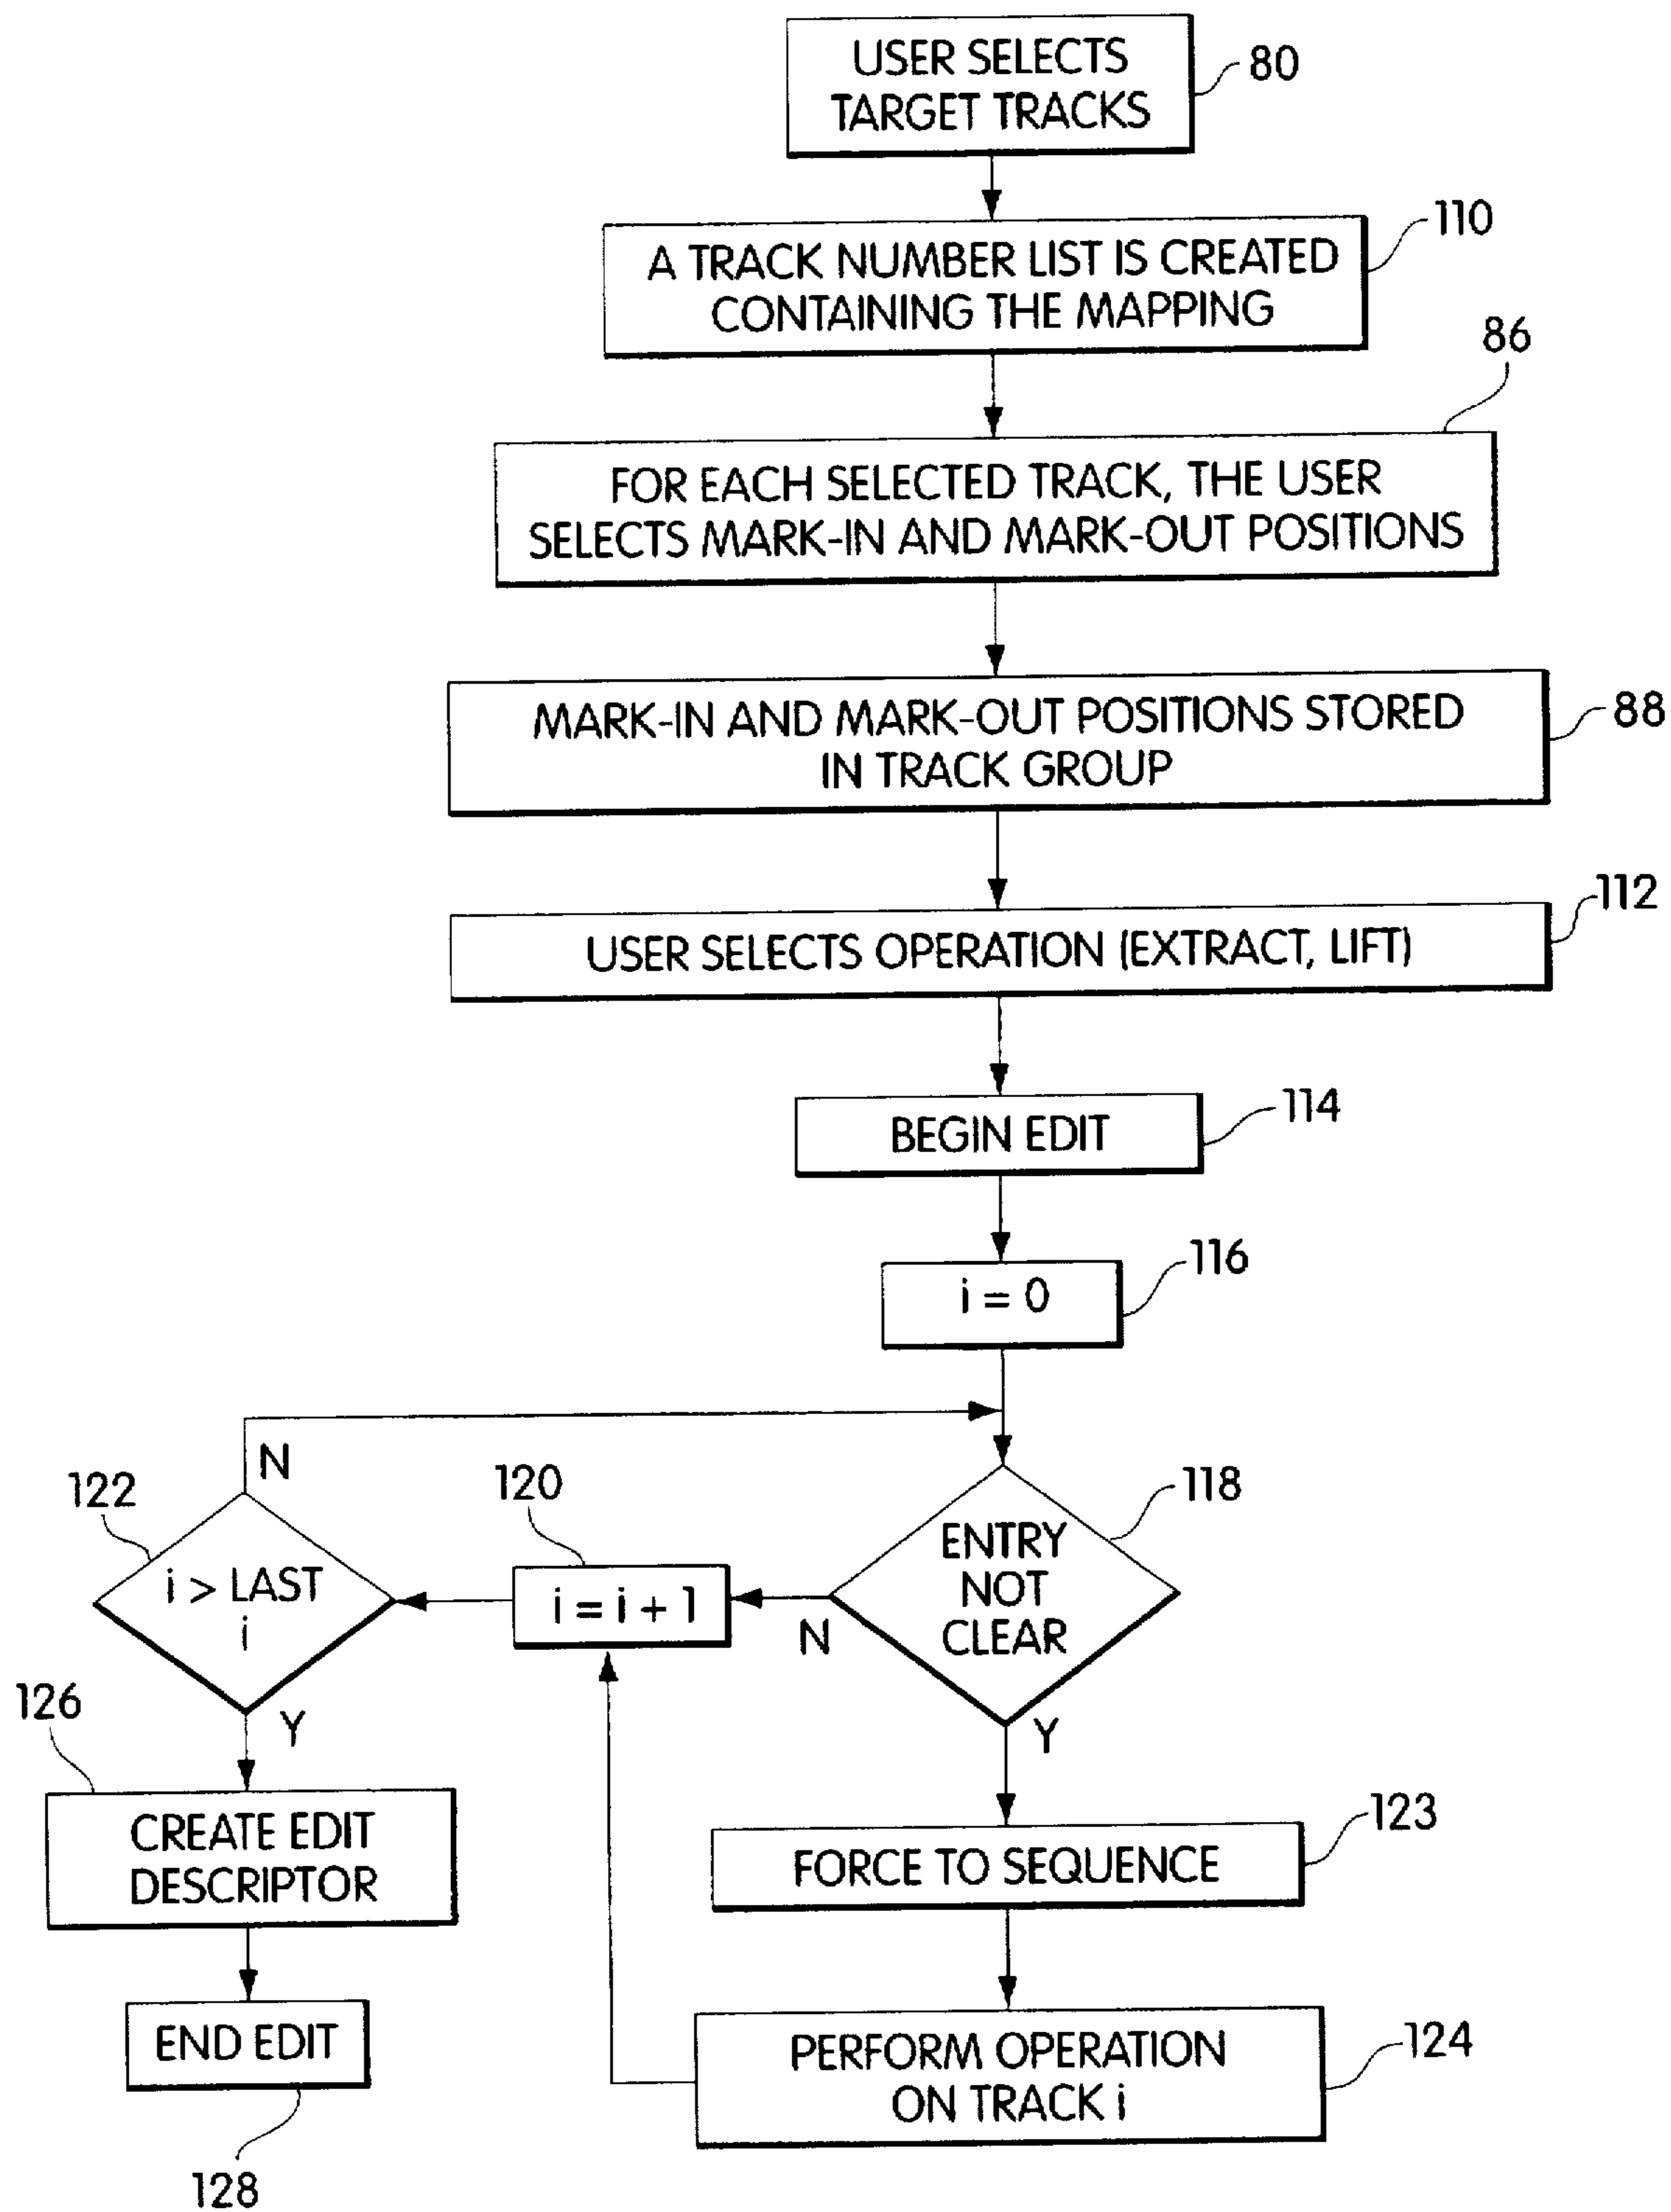 USER SELECTS
TARGET TRACKS
80
A TRACK NUMBER LIST IS CREATED
CONTAINING THE MAPPING
110
86
FOR EACH SELECTED TRACK, THE USER
SELECTS MARK-IN AND MARK-OUT POSITIONS
MARK-IN AND MARK-OUT POSITIONS STORED
IN TRACK GROUP
88
112
USER SELECTS OPERATION (EXTRACT, LIFT)
BEGIN EDIT
114
i = 0
116
N
122
i > LAST
i
Y
120
i = i + 1
118
ENTRY
NOT
CLEAR
N
Y
126
CREATE EDIT
DESCRIPTOR
123
FORCE TO SEQUENCE
END EDIT
128
PERFORM OPERATION
ON TRACK i
124